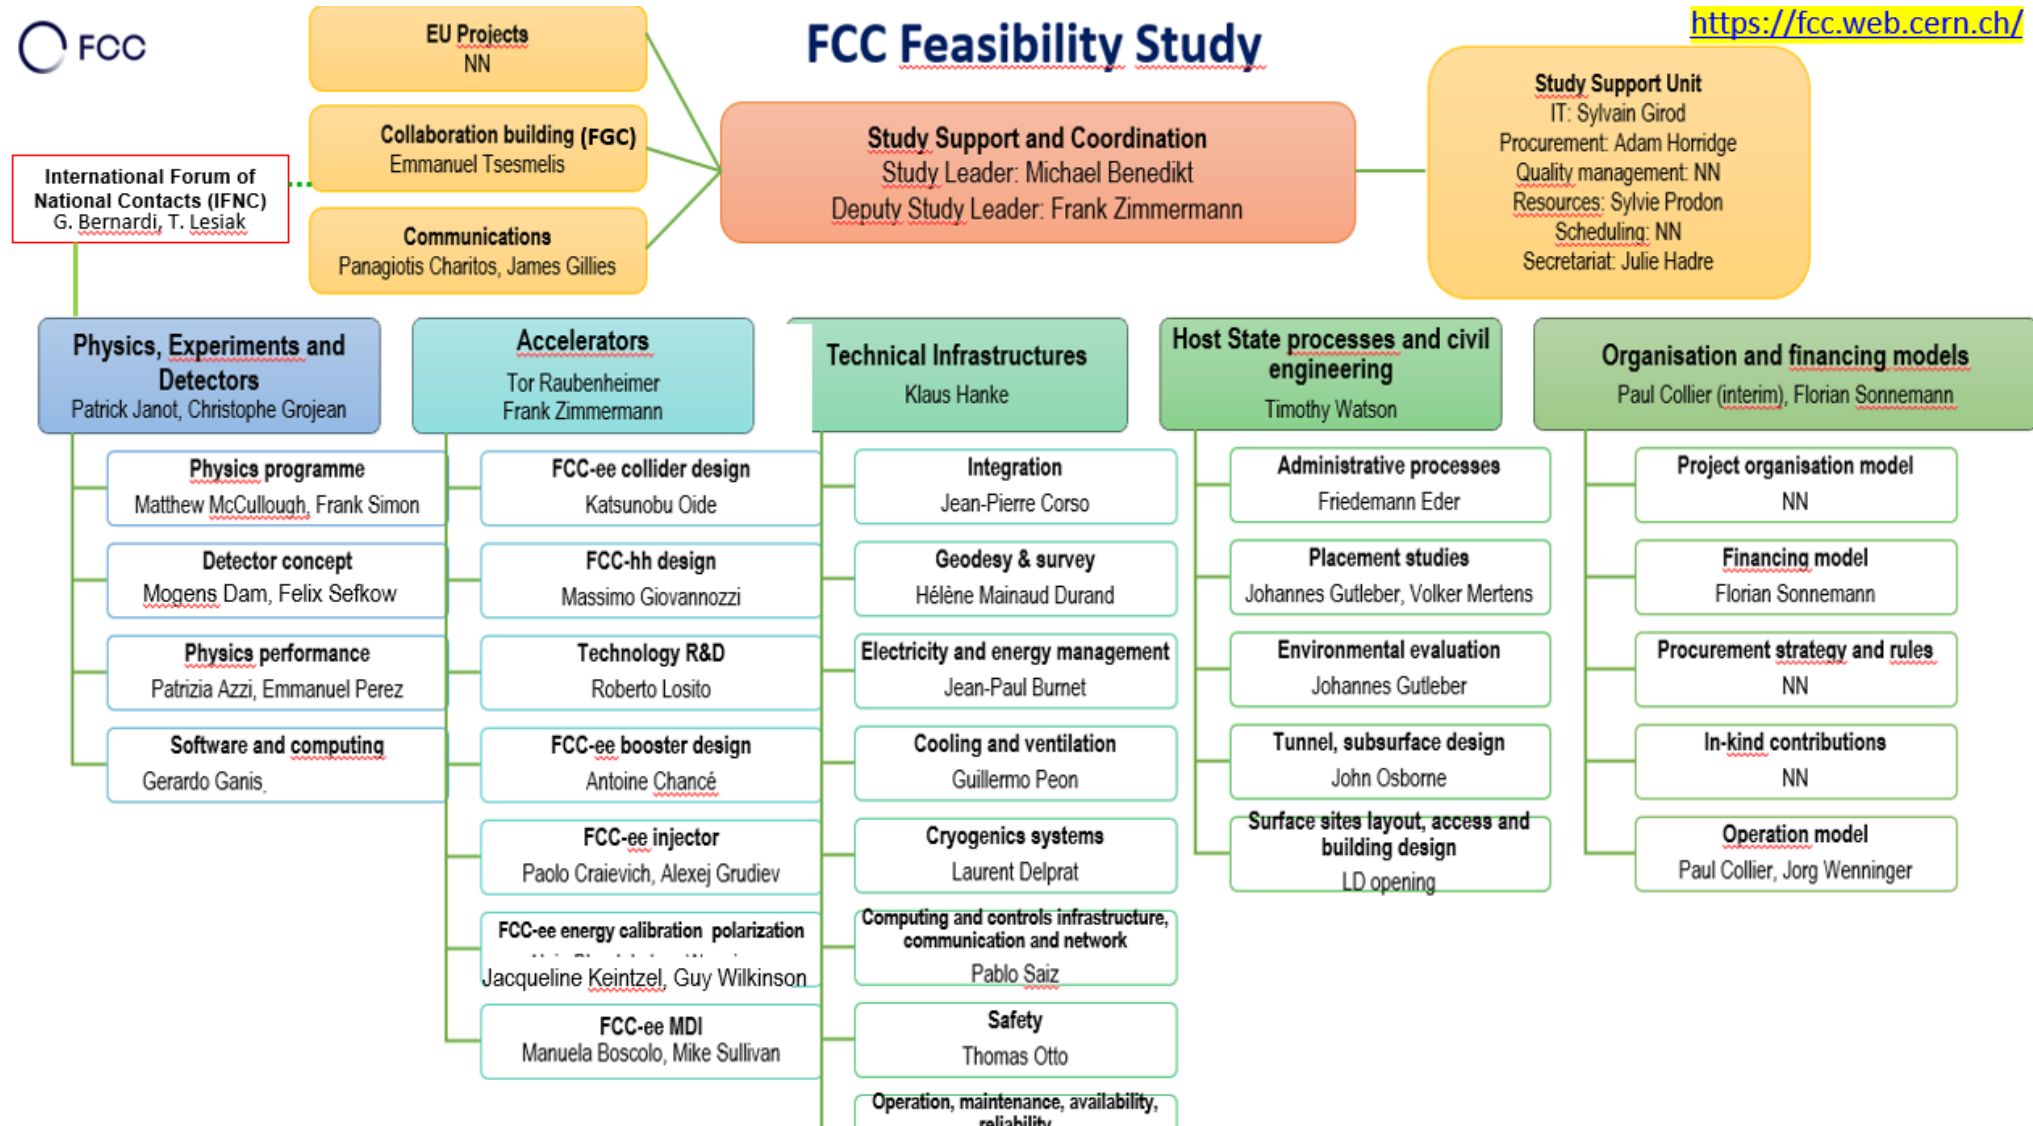 FCC
EU Projects
NN
FCC Feasibility Study
https://fcc.web.cern.ch/
Collaboration building (FGC)
Emmanuel Tsesmelis
International Forum of
National Contacts (IFNC)
G. Bernardi, T. Lesiak
Communications
Panagiotis Charitos, James Gillies
Study Support and Coordination
Study Leader: Michael Benedikt
Deputy Study Leader: Frank Zimmermann
Study Support Unit
IT: Sylvain Girod
Procurement: Adam Horridge
Quality management: NN
Resources: Sylvie Prodon
Scheduling: NN
Secretariat: Julie Hadre
Physics, Experiments and
Detectors
Patrick Janot, Christophe Grojean
Physics programme
Matthew McCullough, Frank Simon
Detector concept
Mogens Dam, Felix Sefkow
Physics performance
Patrizia Azzi, Emmanuel Perez
Software and computing
Gerardo Ganis
Accelerators
Tor Raubenheimer
Frank Zimmermann
FCC-ee collider design
Katsunobu Oide
FCC-hh design
Massimo Giovannozzi
Technology R&D
Roberto Losito
FCC-ee booster design
Antoine Chancé
FCC-ee injector
Paolo Craievich, Alexej Grudiev
FCC-ee energy calibration polarization
Jacqueline Keintzel, Guy Wilkinson
FCC-ee MDI
Manuela Boscolo, Mike Sullivan
Technical Infrastructures
Klaus Hanke
Integration
Jean-Pierre Corso
Geodesy & survey
Hélène Mainaud Durand
Electricity and energy management
Jean-Paul Burnet
Cooling and ventilation
Guillermo Peon
Cryogenics systems
Laurent Delprat
Computing and controls infrastructure,
communication and network
Pablo Saiz
Safety
Thomas Otto
Operation, maintenance, availability,
reliability
Host State processes and civil
engineering
Timothy Watson
Administrative processes
Friedemann Eder
Placement studies
Johannes Gutleber, Volker Mertens
Environmental evaluation
Johannes Gutleber
Tunnel, subsurface design
John Osborne
Surface sites layout, access and
building design
LD opening
Organisation and financing models
Paul Collier (interim), Florian Sonnemann
Project organisation model
NN
Financing model
Florian Sonnemann
Procurement strategy and rules
NN
In-kind contributions
NN
Operation model
Paul Collier, Jorg Wenninger